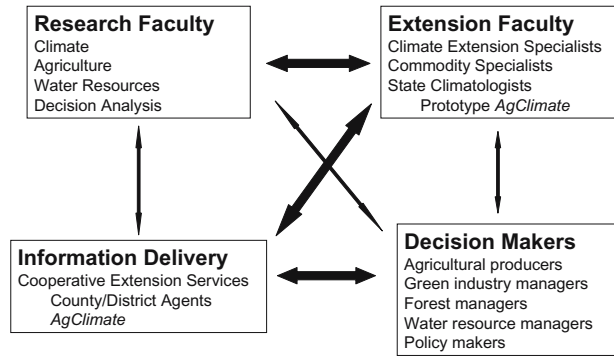 Research Faculty
Climate
Agriculture
Water Resources
Decision Analysis
Extension Faculty
Climate Extension Specialists
Commodity Specialists
State Climatologists
Prototype AgClimate
Information Delivery
Cooperative Extension Services
County/District Agents
AgClimate
Decision Makers
Agricultural producers
Green industry managers
Forest managers
Water resource managers
Policy makers